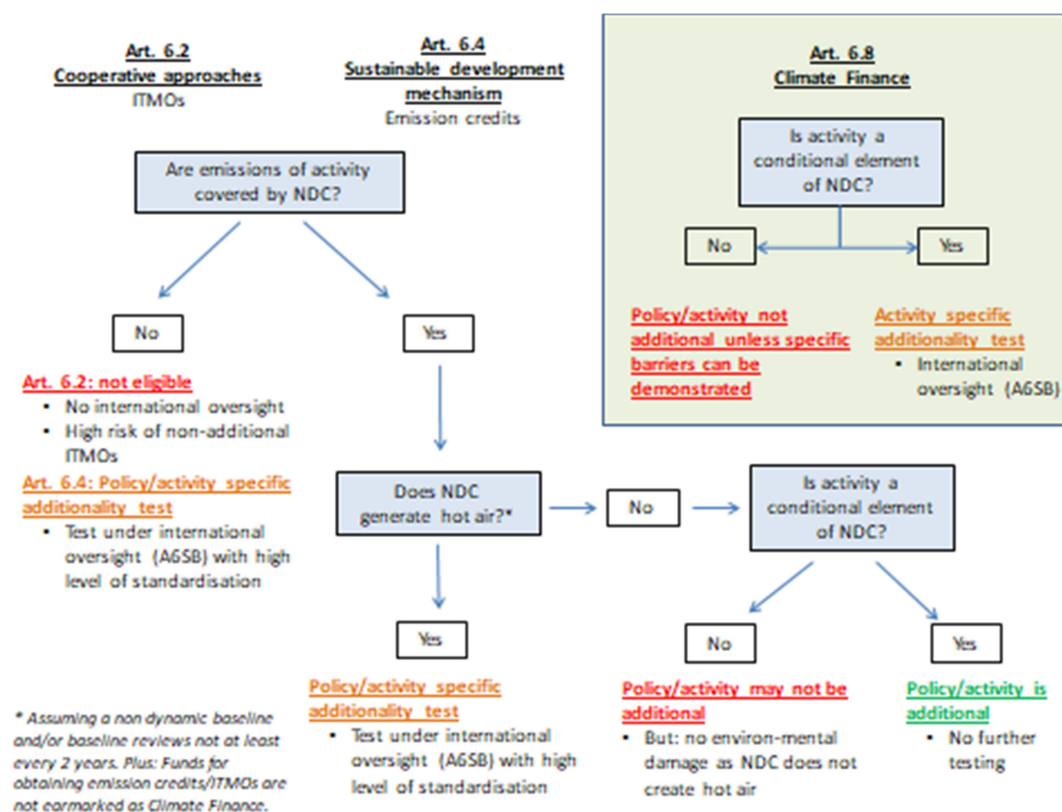 Art. 6.2
Cooperative approaches
ITMOs
Art. 6.4
Sustainable development
mechanism
Emission credits
Art. 6.8
Climate Finance
Are emissions of activity
covered by NDC?
Is activity a
conditional element
of NDC?
No
Yes
No
Yes
Policy/activity not
additional unless specific
barriers can be
demonstrated
Activity specific
additionality test
▪ International
oversight (A6SB)
Art. 6.2: not eligible
▪ No international oversight
▪ High risk of non-additional
ITMOs
Art. 6.4: Policy/activity specific
additionality test
▪ Test under international
oversight (A6SB) with high
level of standardisation
Does NDC
generate hot air?*
No
Is activity a
conditional element
of NDC?
Yes
No
Yes
Policy/activity specific
additionality test
▪ Test under international
oversight (A6SB) with high
level of standardisation
Policy/activity may not be
additional
▪ But: no environ-mental
damage as NDC does not
create hot air
Policy/activity is
additional
▪ No further
testing
* Assuming a non dynamic baseline
and/or baseline reviews not at least
every 2 years. Plus: Funds for
obtaining emission credits/ITMOs are
not earmarked as Climate Finance.